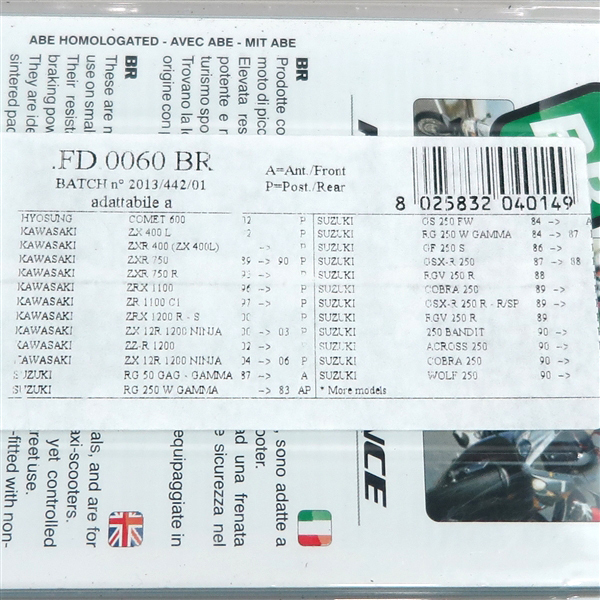 ABE HOMOLOGATED - AVEC ABE - MIT ABE
.FD 0060 BR
BATCH n° 2013/442/01
adattabile a
A=Ant./Front
P=Post./Rear
8 025832 040149
HYOSUNG COMET 600 P
KAWASAKI ZX 400 L P
KAWASAKI ZXR 400 (ZX 400L) -> P
KAWASAKI ZXR 750 89 -> 90 P
KAWASAKI ZXR 750 R 93 -> P
KAWASAKI ZRX 1100 96 -> P
KAWASAKI ZR 1100 C1 97 -> P
KAWASAKI ZRX 1200 R - S P
KAWASAKI ZX 12R 1200 NINJA -> 03 P
KAWASAKI ZZ-R 1200 02 ->
KAWASAKI ZX 12R 1200 NINJA 04 -> 06 P
SUZUKI RG 50 GAG - GAMMA 87 -> A
SUZUKI RG 250 W GAMMA -> 83 AP
SUZUKI GS 250 FW 84 ->
SUZUKI RG 250 W GAMMA 84 -> 87
SUZUKI GF 250 S 86 ->
SUZUKI GSX-R 250 87 -> 88
SUZUKI RGV 250 R 88
SUZUKI COBRA 250 89 ->
SUZUKI GSX-R 250 R - R/SP 89 ->
SUZUKI RGV 250 R 89
SUZUKI 250 BANDIT 90 ->
SUZUKI ACROSS 250 90 ->
SUZUKI COBRA 250 90 ->
SUZUKI WOLF 250 90 ->
* More models
BR
Prodotte co
moto di picc
Elevata res
potente e
turismo spo
Trovano la
origine con
BR
These are
use on smal
Their resist
braking pow
They are ide
sintered pad
, sono adatte a
ooter.
ad una frenata
e sicurezza nel
equipaggiate in
als, and are for
axi-scooters.
yet controlled
reet use.
-fitted with non-
NCE